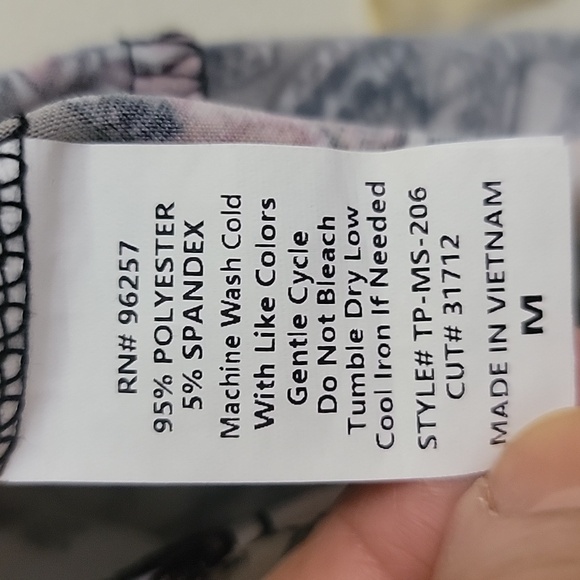 RN# 96257
95% POLYESTER
5% SPANDEX
Machine Wash Cold
With Like Colors
Gentle Cycle
Do Not Bleach
Tumble Dry Low
Cool Iron If Needed
STYLE# TP-MS-206
CUT# 31712
MADE IN VIETNAM
M